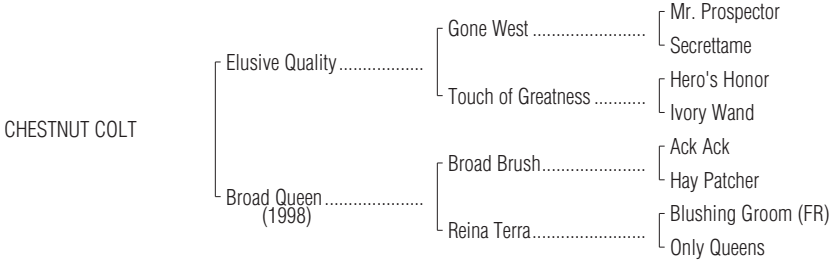 CHESTNUT COLT
Elusive Quality..................
Broad Queen.....................
(1998)
Gone West ........................
Touch of Greatness ...........
Broad Brush......................
Reina Terra........................
Mr. Prospector
Secrettame
Hero's Honor
Ivory Wand
Ack Ack
Hay Patcher
Blushing Groom (FR)
Only Queens